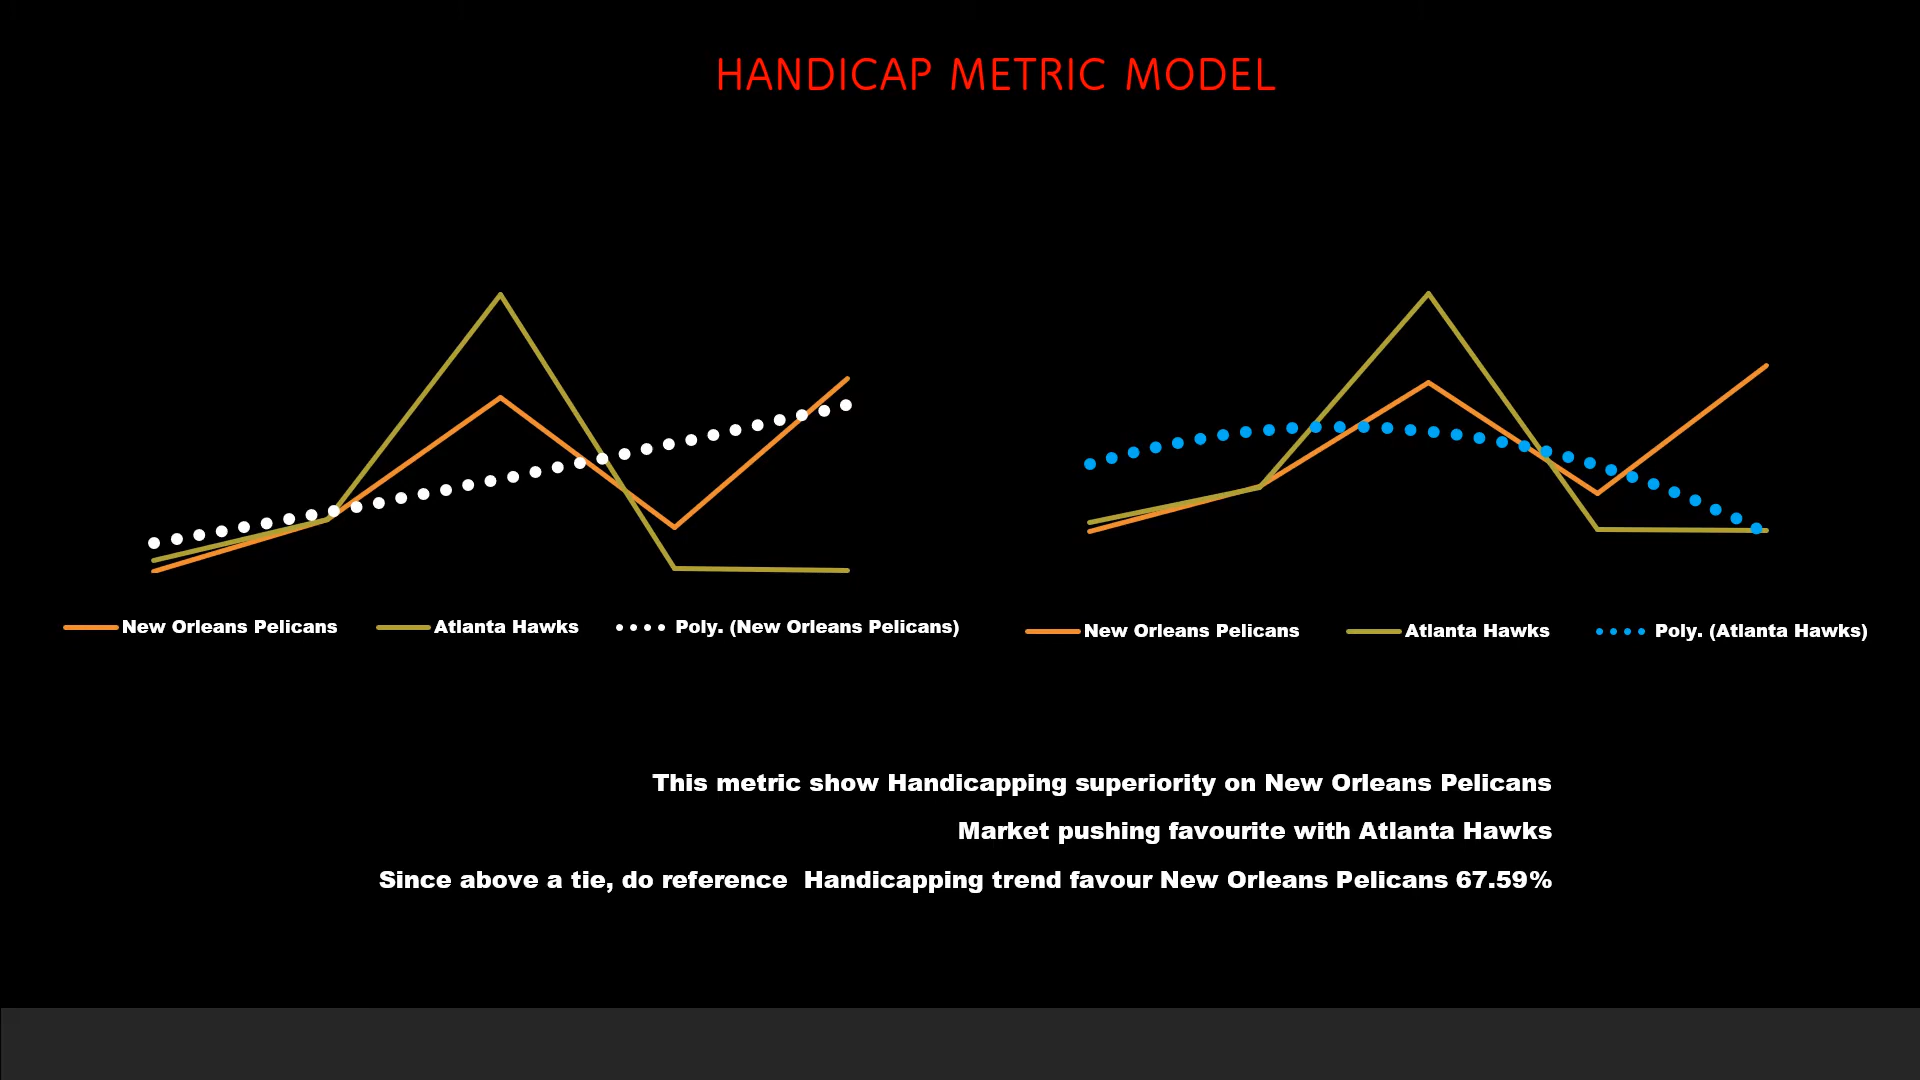 HANDICAP METRIC MODEL
New Orleans Pelicans
Atlanta Hawks
Poly. (New Orleans Pelicans)
New Orleans Pelicans
Atlanta Hawks
Poly. (Atlanta Hawks)
This metric show Handicapping superiority on New Orleans Pelicans
Market pushing favourite with Atlanta Hawks
Since above a tie, do reference  Handicapping trend favour New Orleans Pelicans 67.59%